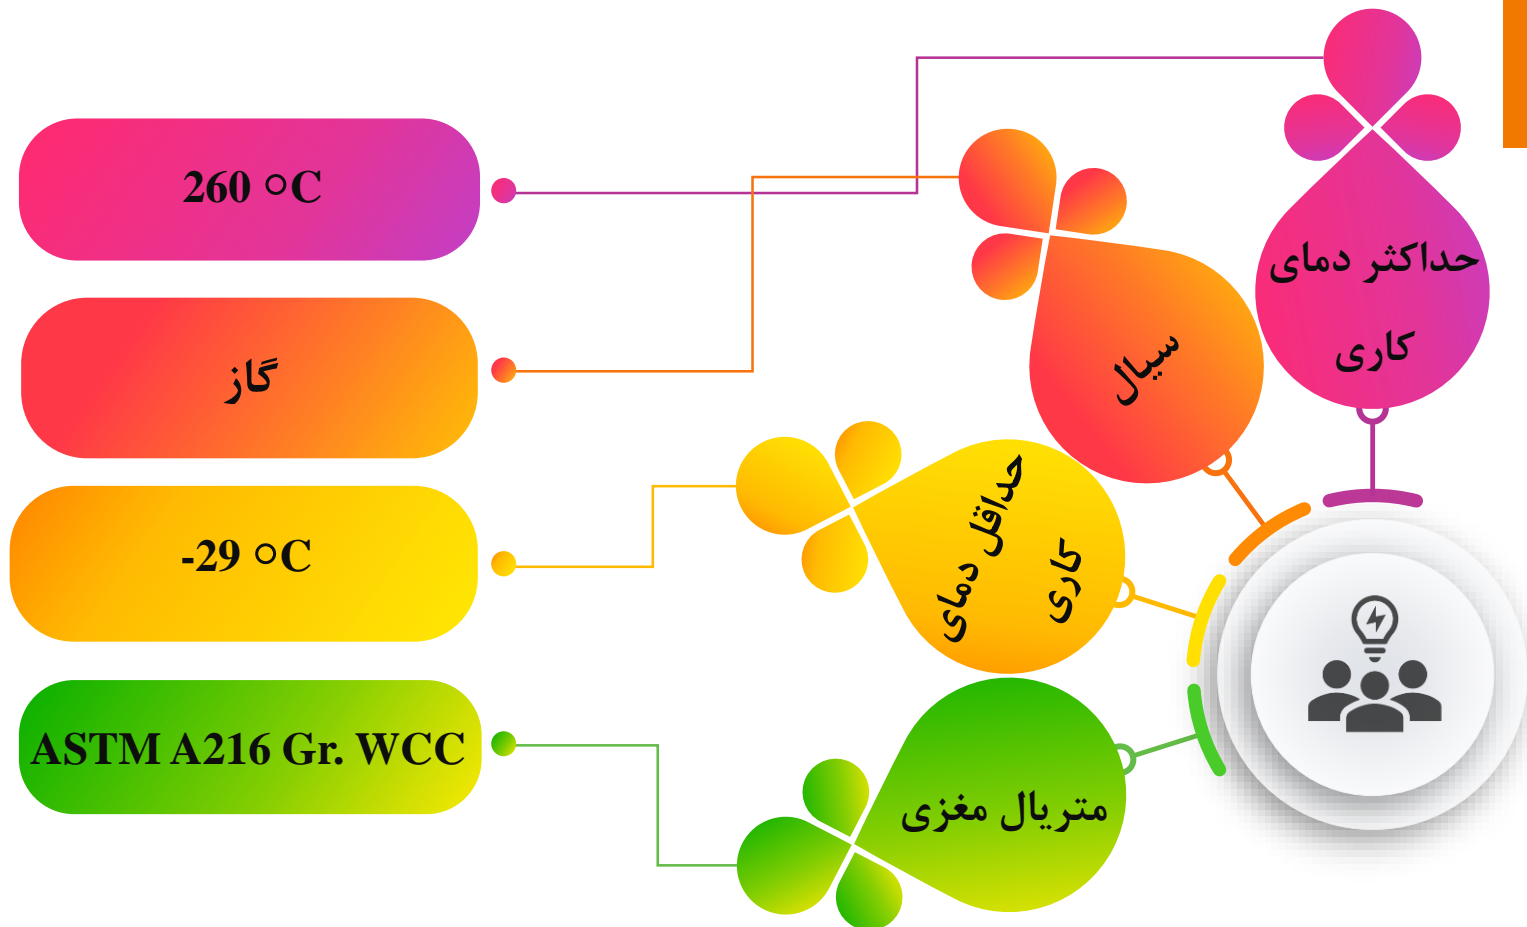 حداکثر دمای
کاری
260 °C
سیال
گاز
حداقل دمای
کاری
-29 °C
متریال مغزی
ASTM A216 Gr. WCC